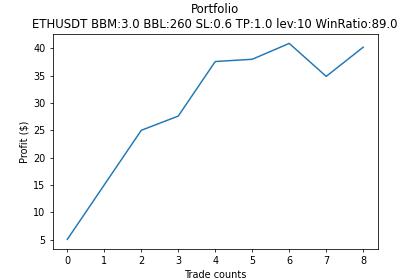 Portfolio
ETHUSDT BBM:3.0 BBL:260 SL:0.6 TP:1.0 lev:10 WinRatio:89.0
40
35
30
25
20
15
10
5
Profit ($)
0 1 2 3 4 5 6 7 8
Trade counts